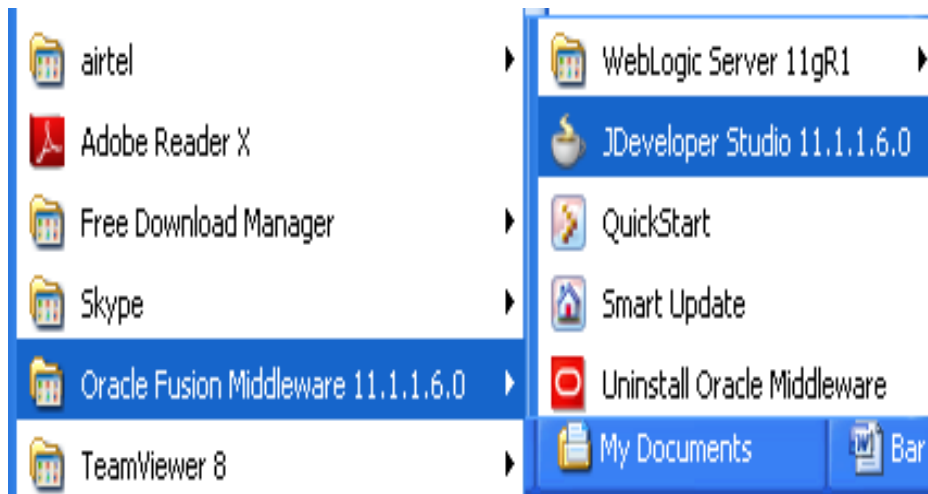 airtel
Adobe Reader X
Free Download Manager
Skype
Oracle Fusion Middleware 11.1.1.6.0
TeamViewer 8
WebLogic Server 11gR1
JDeveloper Studio 11.1.1.6.0
QuickStart
Smart Update
Uninstall Oracle Middleware
My Documents
Bar